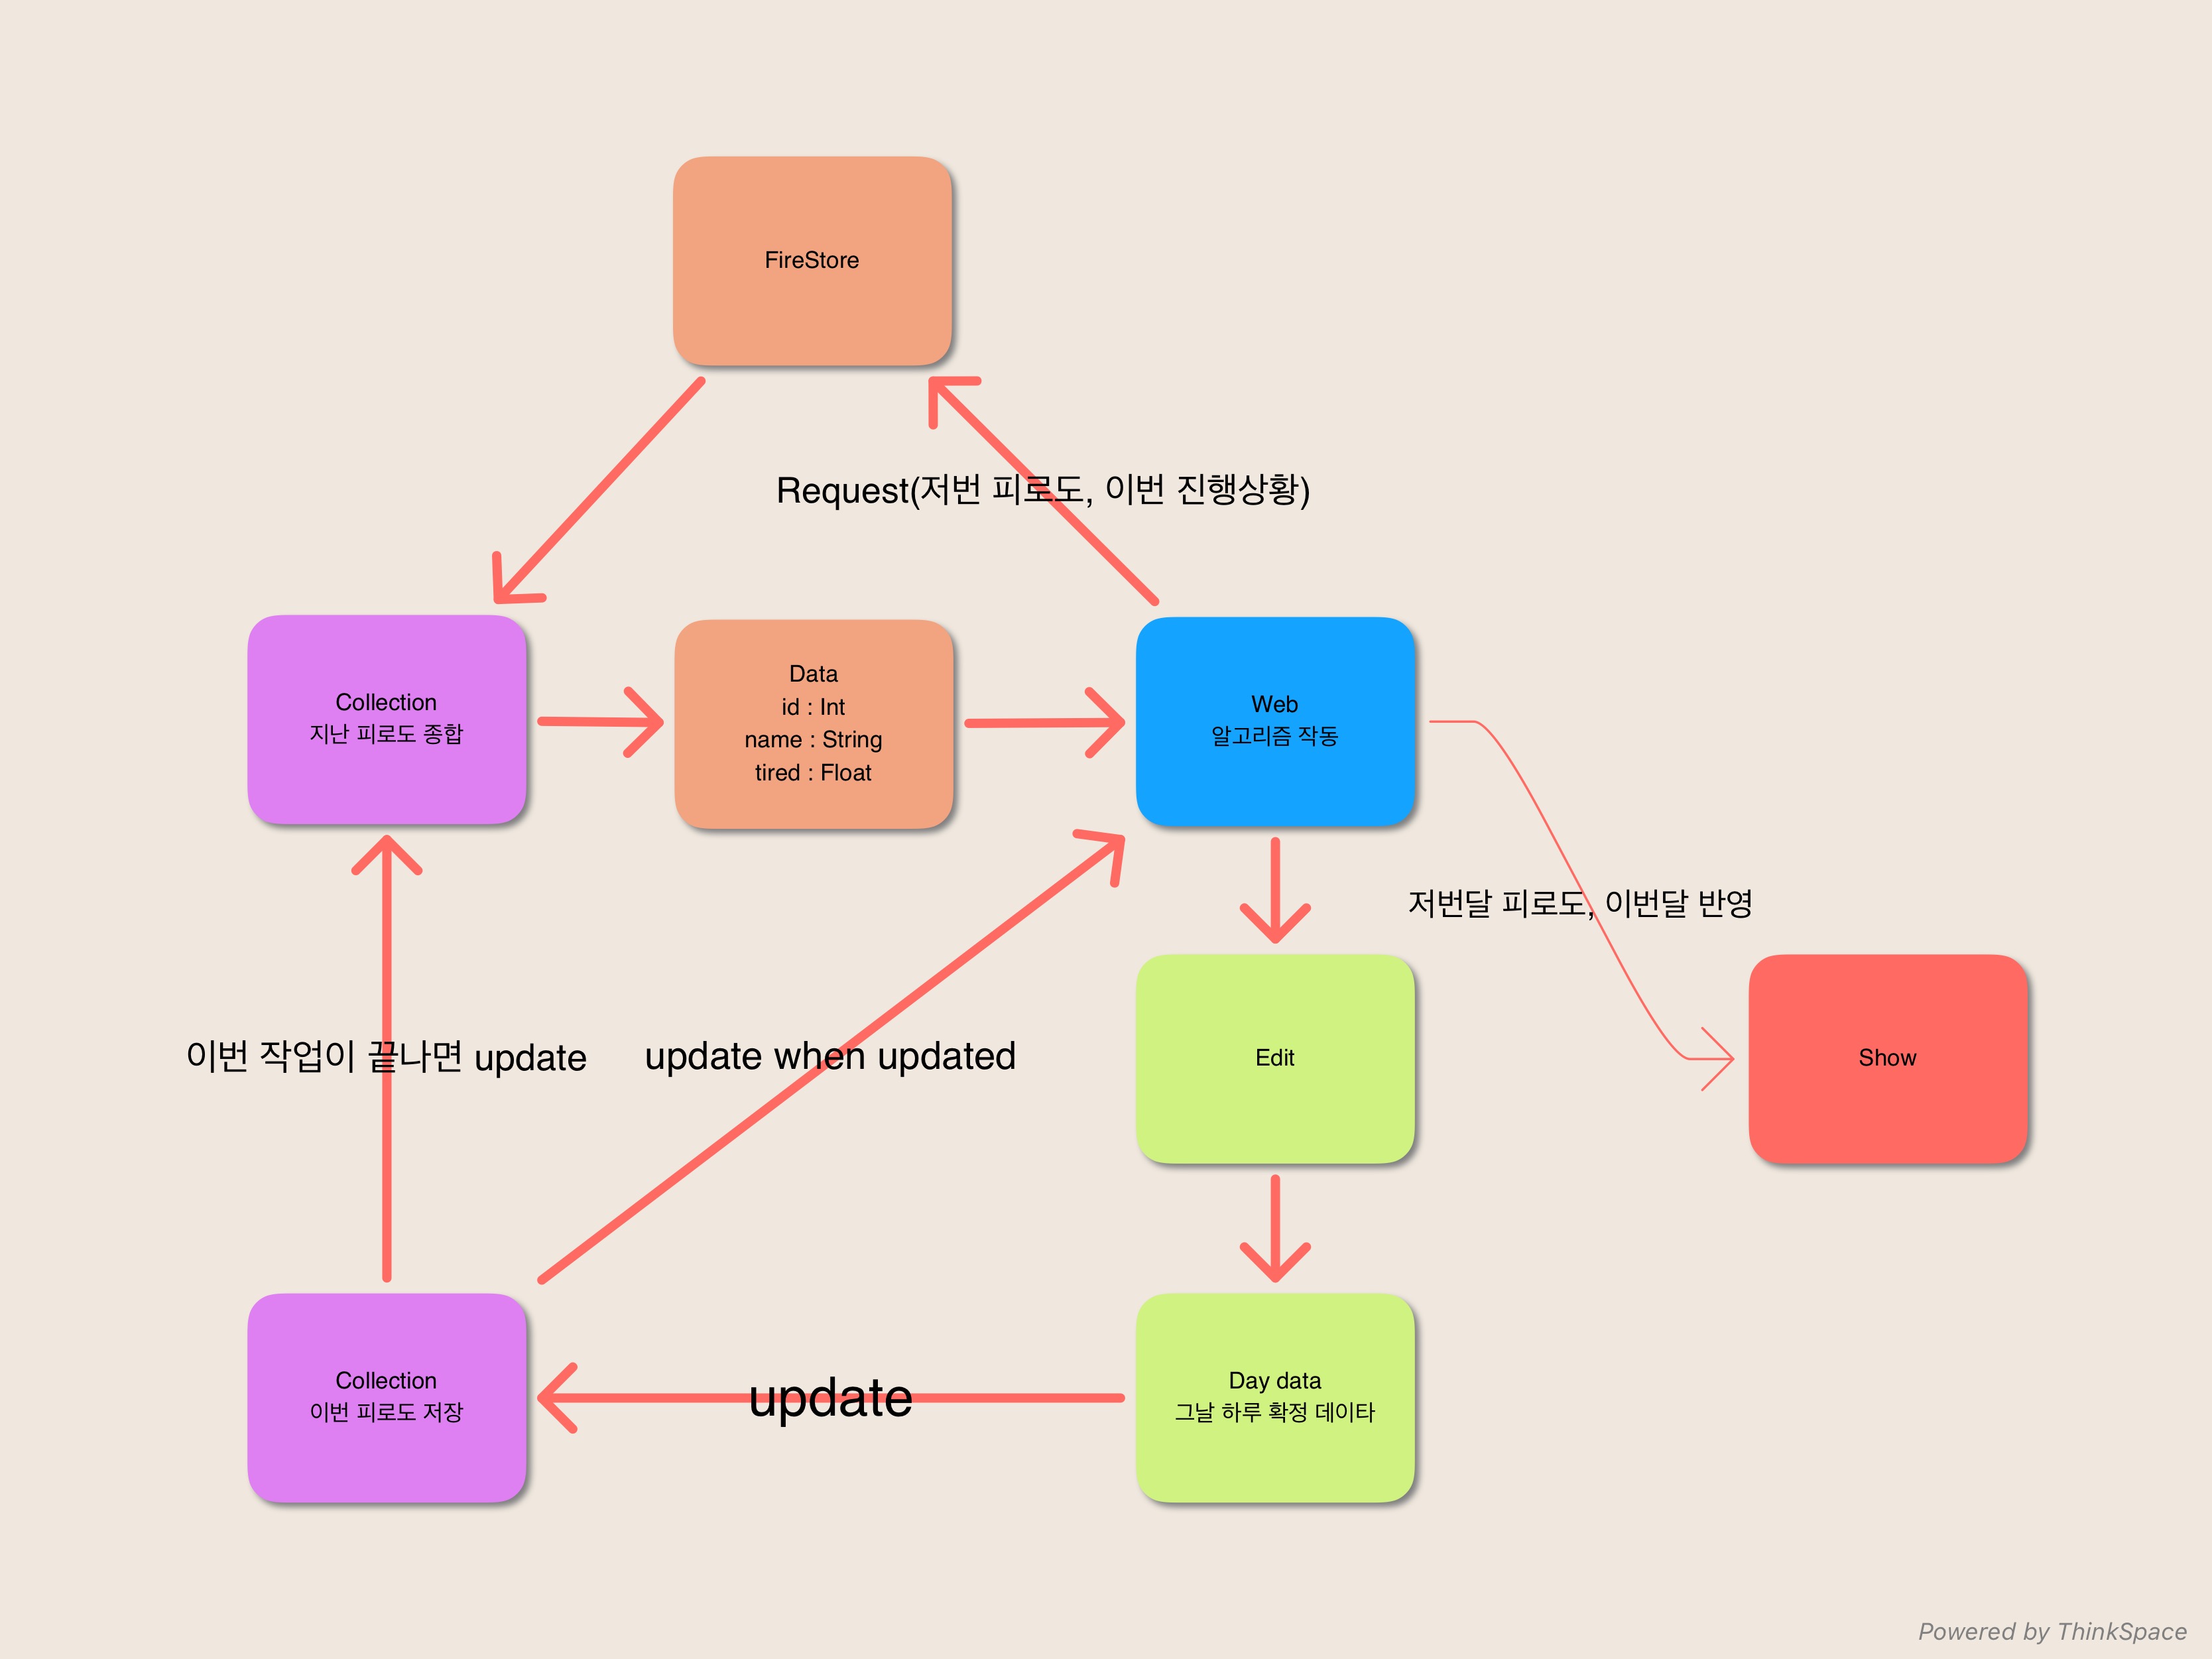 FireStore
Request(저번 피로도, 이번 진행상황)
Collection
지난 피로도 종합
Data
id : Int
name : String
tired : Float
Web
알고리즘 작동
저번달 피로도, 이번달 반영
이번 작업이 끝나면 update
update when updated
Edit
Show
Collection
이번 피로도 저장
update
Day data
그날 하루 확정 데이타
Powered by ThinkSpace